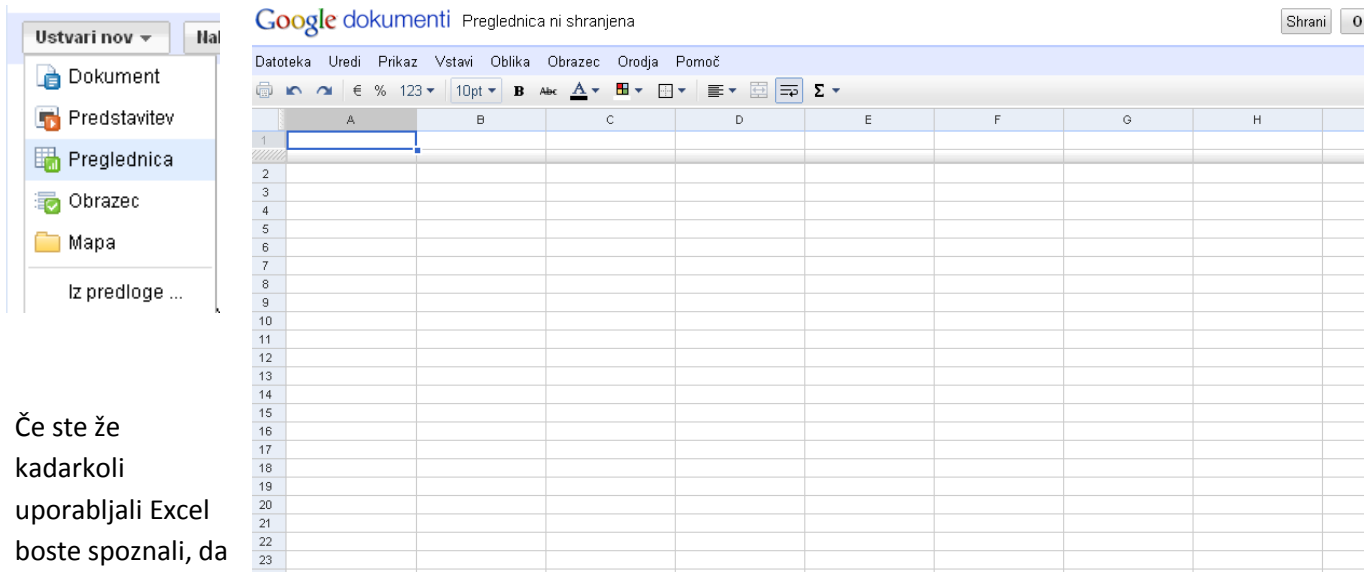 Ustvari nov
Dokument
Predstavitev
Preglednica
Obrazec
Mapa
Iz predloge ...
Google dokumenti Preglednica ni shranjena
Shrani
Datoteka Uredi Prikaz Vstavi Oblika Obrazec Orodja Pomoč
€ % 123 10pt B Abc A Σ
A B C D E F G H
1
2
3
4
5
6
7
8
9
10
11
12
13
14
15
16
17
18
19
20
21
22
23
Če ste že
kadarkoli
uporabljali Excel
boste spoznali, da